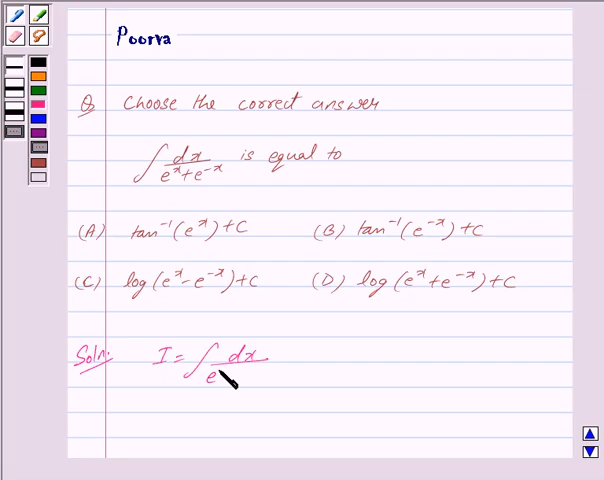 Poorva
Q Choose the correct answer
∫ dx/(e^x+e^-x) is equal to
(A) tan^-1(e^x)+C (B) tan^-1(e^-x)+C
(C) log(e^x-e^-x)+C (D) log(e^x+e^-x)+C
Soln: I = ∫ dx/e